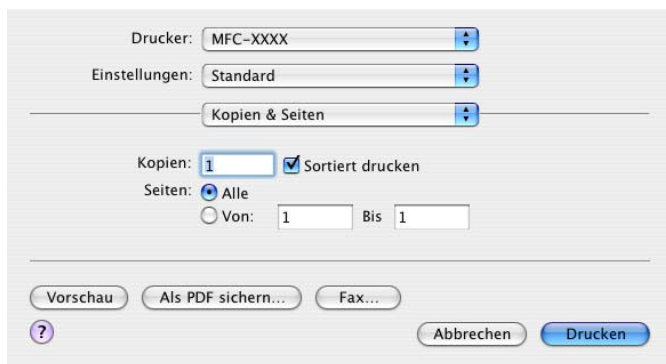 Drucker: MFC-XXXX
Einstellungen: Standard
Kopien & Seiten
Kopien: 1 Sortiert drucken
Seiten: Alle
Von: 1 Bis 1
Vorschau Als PDF sichern... Fax...
? Abbrechen Drucken